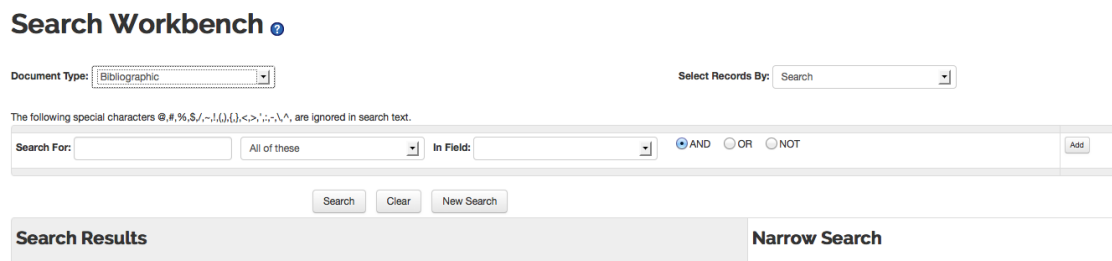 Search Workbench ?
Document Type: Bibliographic Select Records By: Search
The following special characters @,#,%,$,/,~,!,(,),{,},<,>,',:,-,\,^, are ignored in search text.
Search For: All of these In Field: AND OR NOT Add
Search Clear New Search
Search Results Narrow Search